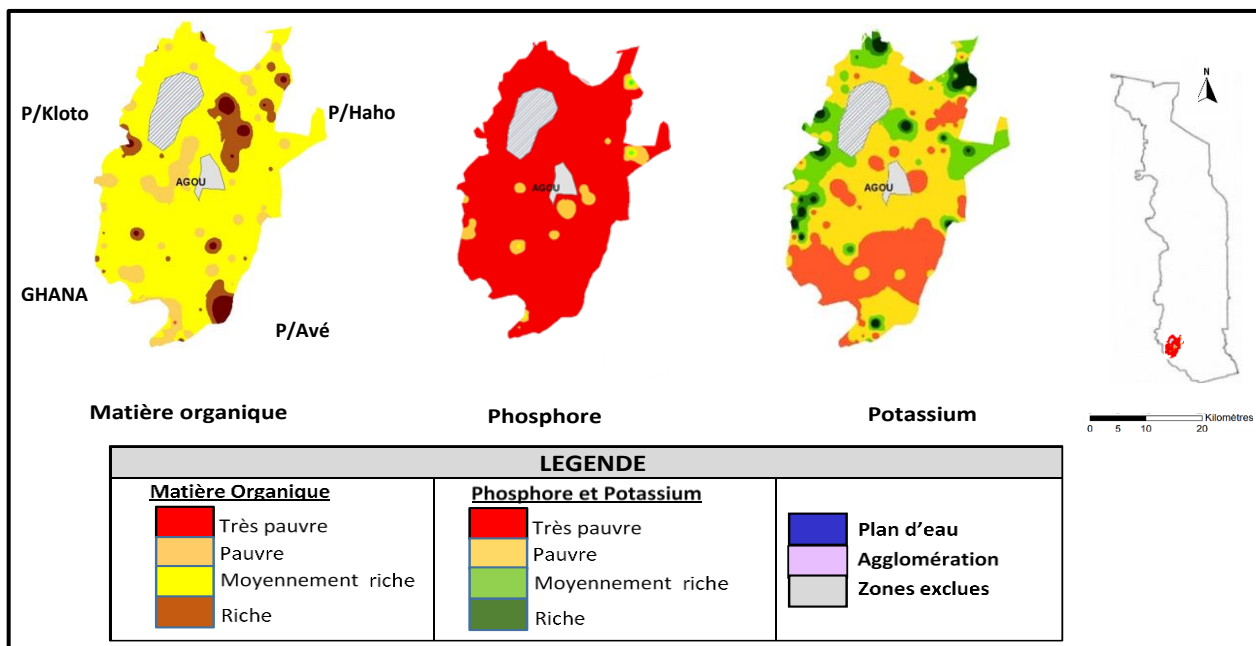 N
P/Kloto
P/Haho
AGOU
AGOU
AGOU
GHANA
P/Avé
Matière organique
Phosphore
Potassium
Kilomètres
0 5 10 20
LEGENDE
Matière Organique
Très pauvre
Pauvre
Moyennement riche
Riche
Phosphore et Potassium
Très pauvre
Pauvre
Moyennement riche
Riche
Plan d'eau
Agglomération
Zones exclues